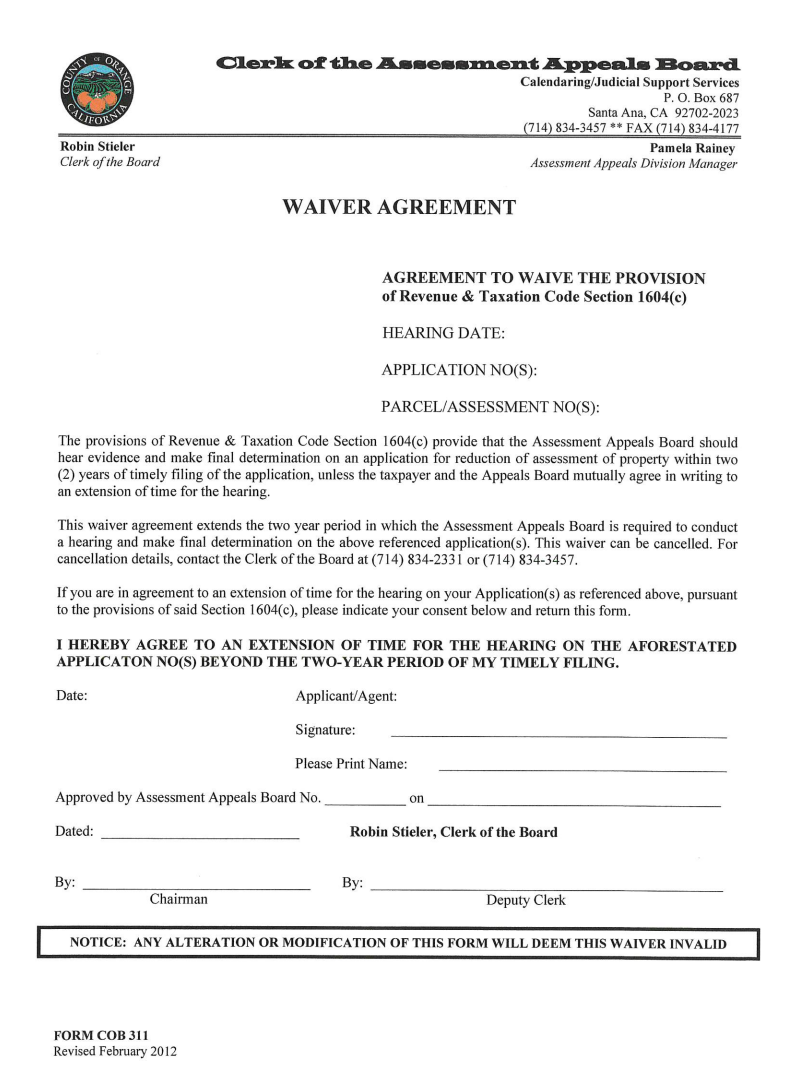 COUNTY OF ORANGE
CALIFORNIA
Clerk of the Assessment Appeals Board
Calendaring/Judicial Support Services
P. O. Box 687
Santa Ana, CA 92702-2023
(714) 834-3457 ** FAX (714) 834-4177
Robin Stieler
Clerk of the Board
Pamela Rainey
Assessment Appeals Division Manager
WAIVER AGREEMENT
AGREEMENT TO WAIVE THE PROVISION
of Revenue & Taxation Code Section 1604(c)
HEARING DATE:
APPLICATION NO(S):
PARCEL/ASSESSMENT NO(S):
The provisions of Revenue & Taxation Code Section 1604(c) provide that the Assessment Appeals Board should
hear evidence and make final determination on an application for reduction of assessment of property within two
(2) years of timely filing of the application, unless the taxpayer and the Appeals Board mutually agree in writing to
an extension of time for the hearing.
This waiver agreement extends the two year period in which the Assessment Appeals Board is required to conduct
a hearing and make final determination on the above referenced application(s). This waiver can be cancelled. For
cancellation details, contact the Clerk of the Board at (714) 834-2331 or (714) 834-3457.
If you are in agreement to an extension of time for the hearing on your Application(s) as referenced above, pursuant
to the provisions of said Section 1604(c), please indicate your consent below and return this form.
I HEREBY AGREE TO AN EXTENSION OF TIME FOR THE HEARING ON THE AFORESTATED
APPLICATON NO(S) BEYOND THE TWO-YEAR PERIOD OF MY TIMELY FILING.
Date: Applicant/Agent:
Signature:
Please Print Name:
Approved by Assessment Appeals Board No. on
Dated: Robin Stieler, Clerk of the Board
By: By:
Chairman Deputy Clerk
NOTICE: ANY ALTERATION OR MODIFICATION OF THIS FORM WILL DEEM THIS WAIVER INVALID
FORM COB 311
Revised February 2012